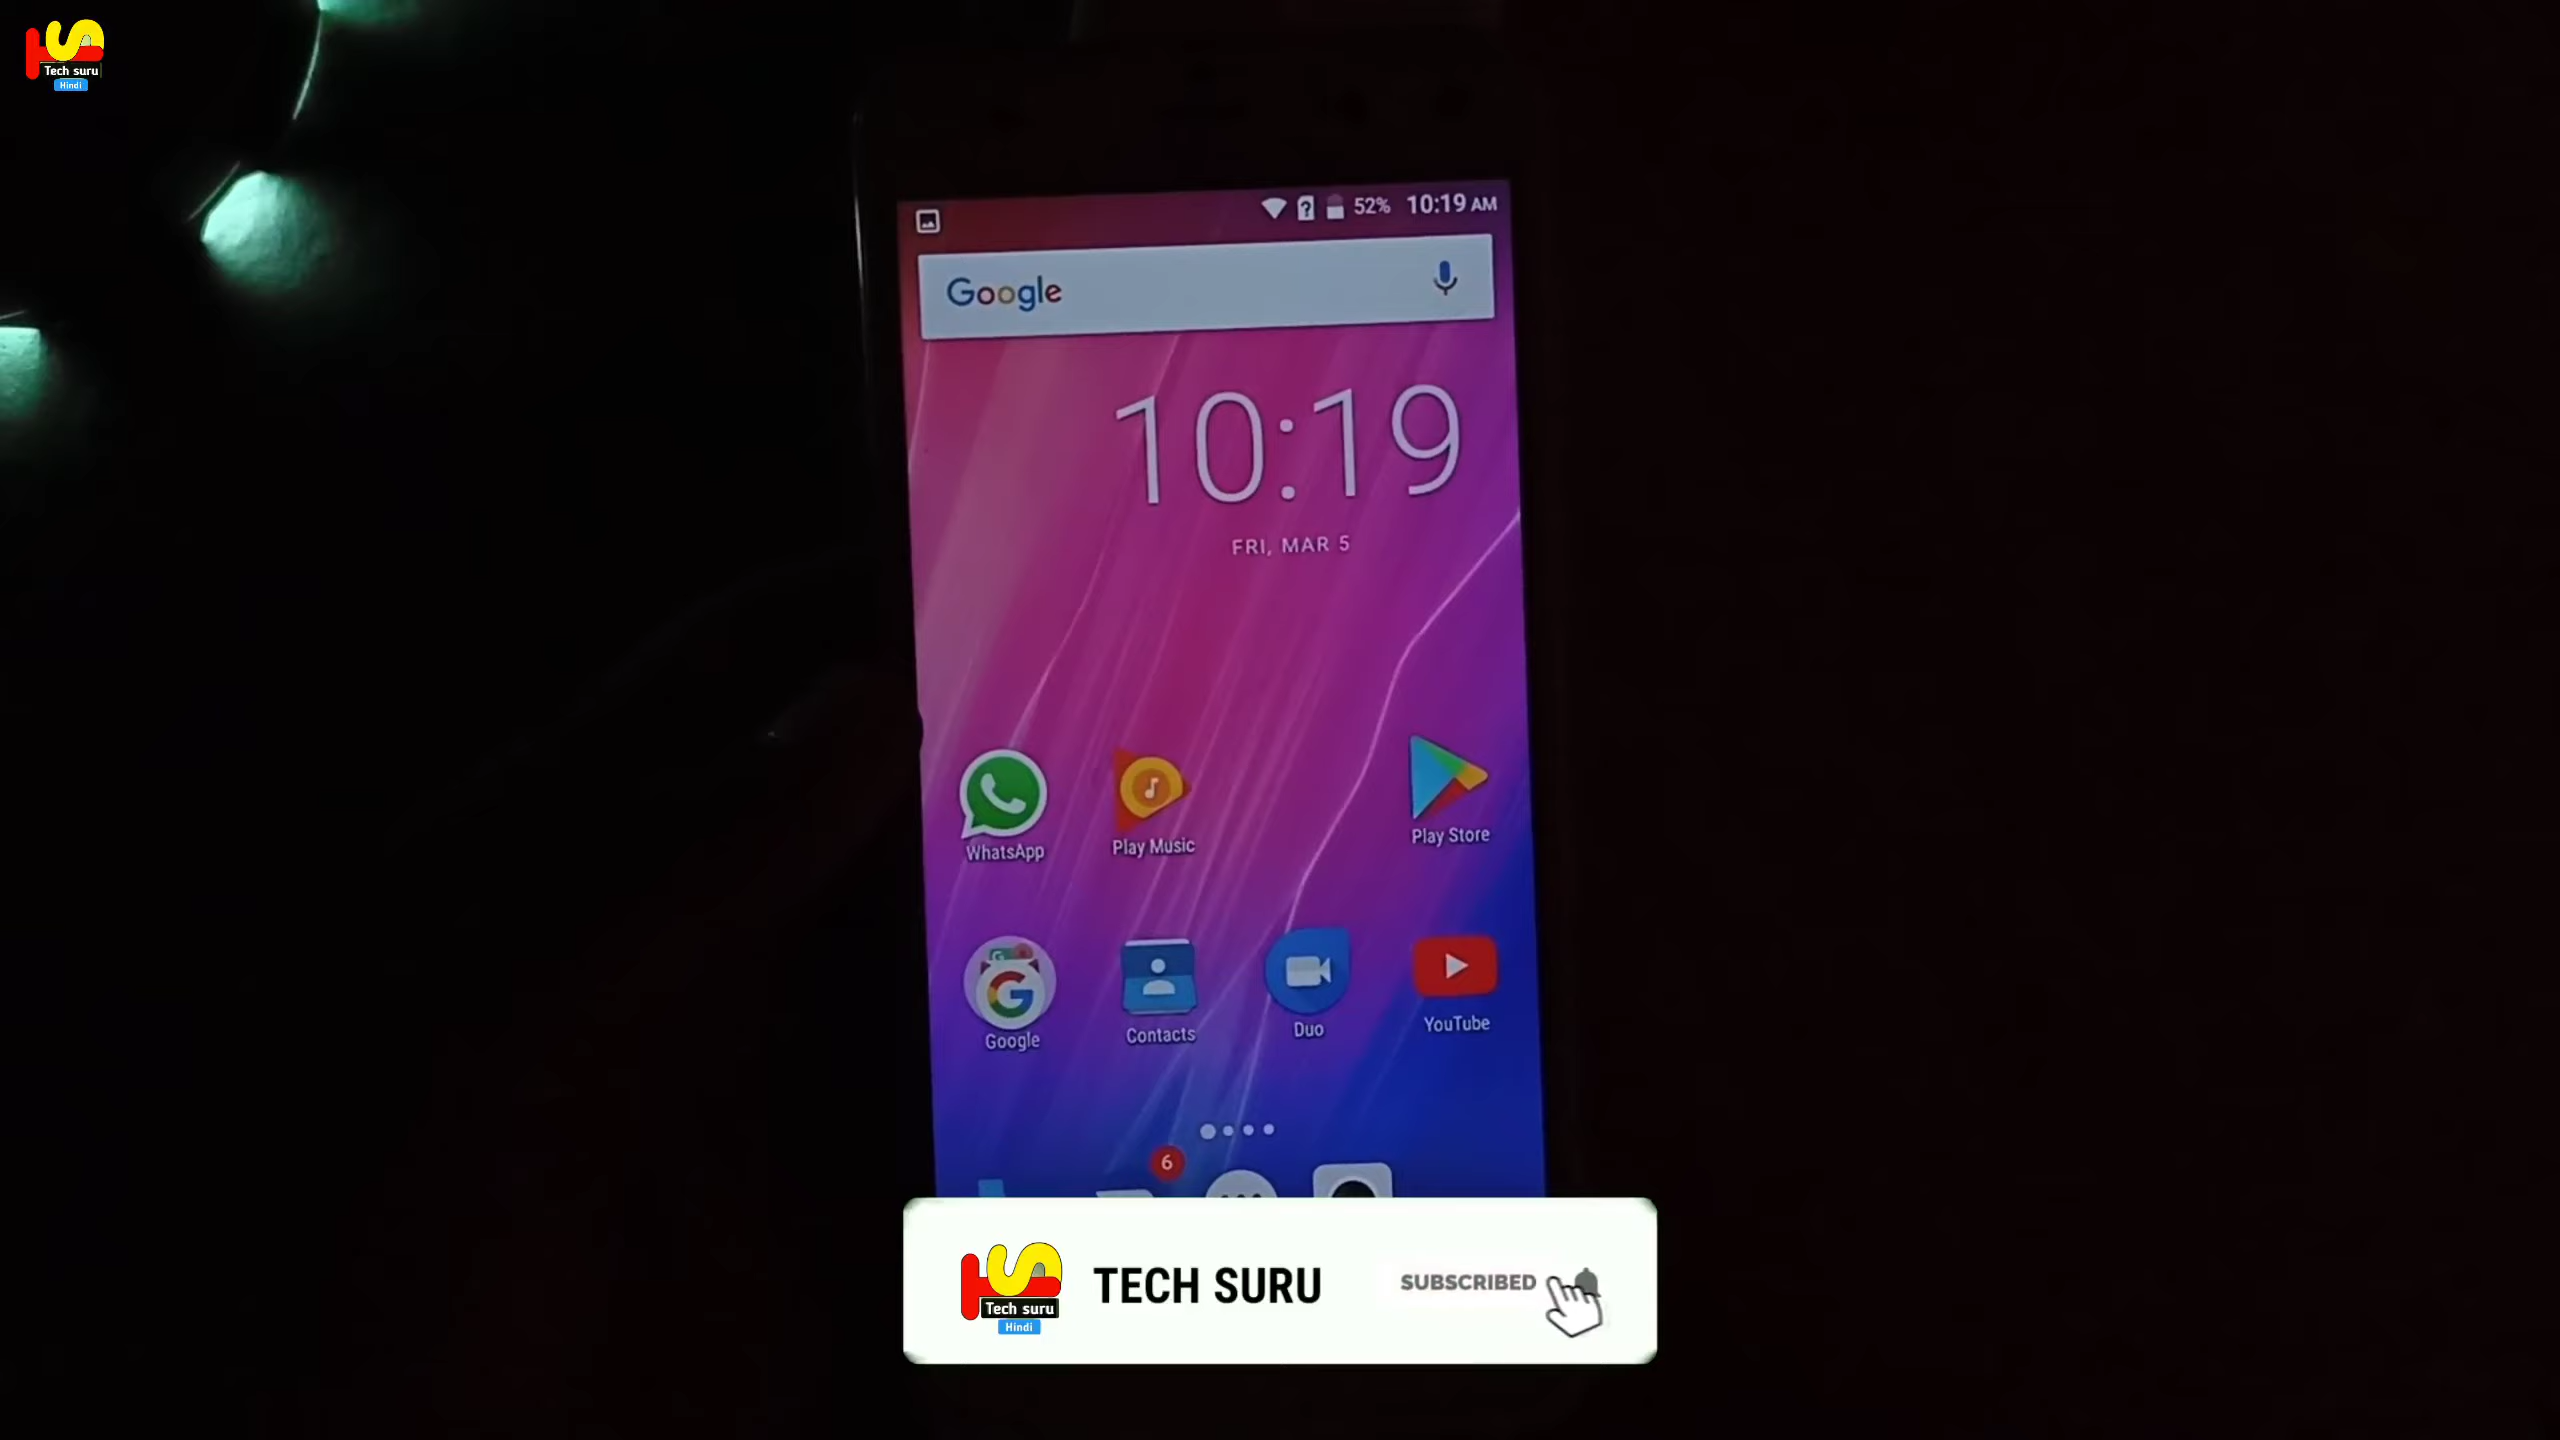 Tech suru
Hindi
52% 10:19 AM
Google
10:19
FRI, MAR 5
WhatsApp
Play Music
Play Store
Google
Contacts
Duo
YouTube
6
Tech suru
Hindi
TECH SURU
SUBSCRIBED